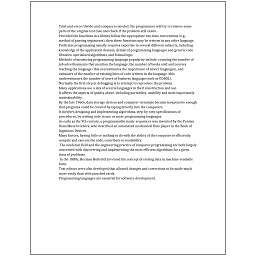 Trial-and-error/divide-and-conquer is needed: the programmer will try to remove some
parts of the original test case and check if the problem still exists.
Provided the functions in a library follow the appropriate run-time conventions (e.g.,
method of passing arguments), then these functions may be written in any other language.
Proficient programming usually requires expertise in several different subjects, including
knowledge of the application domain, details of programming languages and generic code
libraries, specialized algorithms, and formal logic.
Methods of measuring programming language popularity include: counting the number of
job advertisements that mention the language, the number of books sold and courses
teaching the language (this overestimates the importance of newer languages), and
estimates of the number of existing lines of code written in the language (this
underestimates the number of users of business languages such as COBOL).
Normally the first step in debugging is to attempt to reproduce the problem.
Many applications use a mix of several languages in their construction and use.
It affects the aspects of quality above, including portability, usability and most importantly
maintainability.
By the late 1960s, data storage devices and computer terminals became inexpensive enough
that programs could be created by typing directly into the computers.
It involves designing and implementing algorithms, step-by-step specifications of
procedures, by writing code in one or more programming languages.
As early as the 9th century, a programmable music sequencer was invented by the Persian
Banu Musa brothers, who described an automated mechanical flute player in the Book of
Ingenious Devices.
Many factors, having little or nothing to do with the ability of the computer to efficiently
compile and execute the code, contribute to readability.
The academic field and the engineering practice of computer programming are both largely
concerned with discovering and implementing the most efficient algorithms for a given
class of problems.
In the 1880s, Herman Hollerith invented the concept of storing data in machine-readable
form.
Text editors were also developed that allowed changes and corrections to be made much
more easily than with punched cards.
Programming languages are essential for software development.